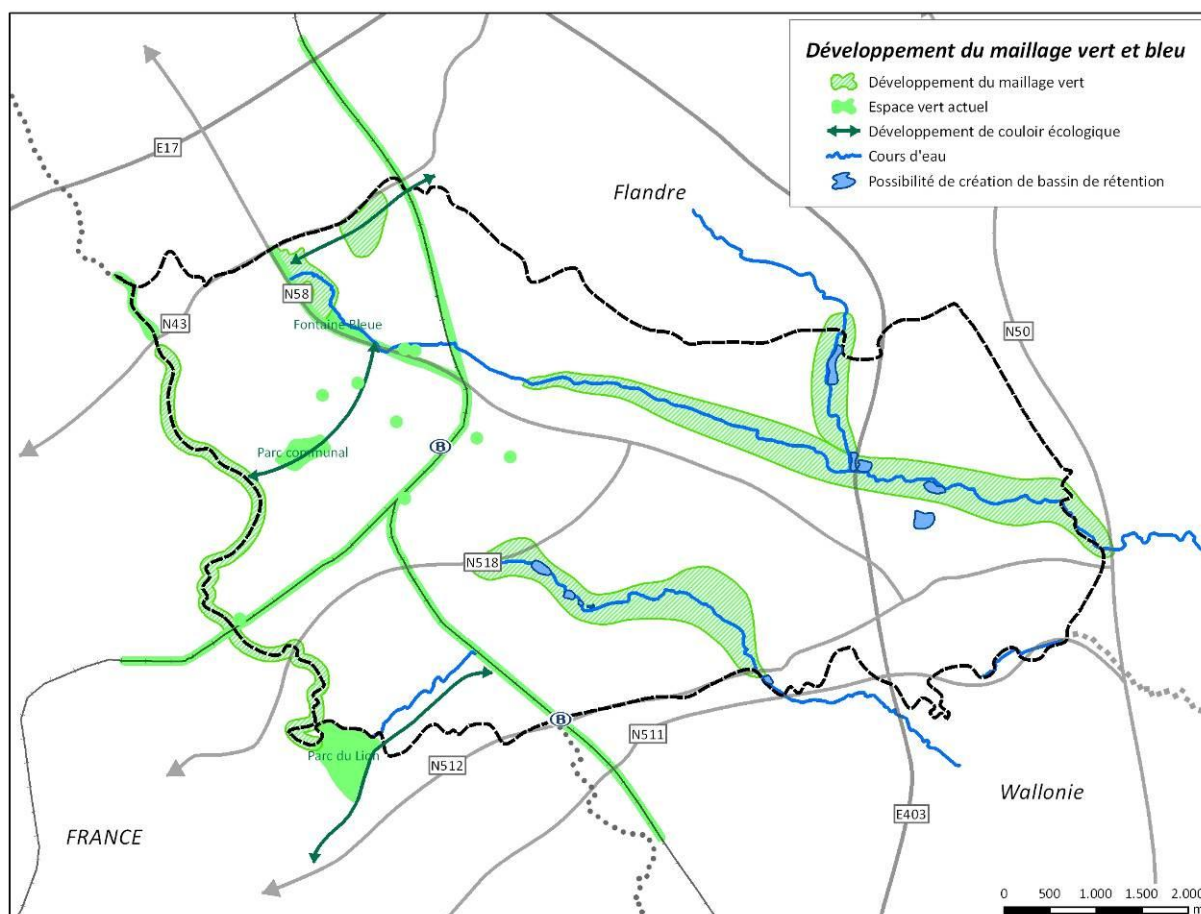 Développement du maillage vert et bleu
Développement du maillage vert
Espace vert actuel
Développement de couloir écologique
Cours d'eau
Possibilité de création de bassin de rétention
E17
Flandre
N58
N43
Fontaine Bleue
N50
Parc communal
B
N518
B
Parc du Lion
N511
N512
Wallonie
E403
FRANCE
0 500 1.000 1.500 2.000
m